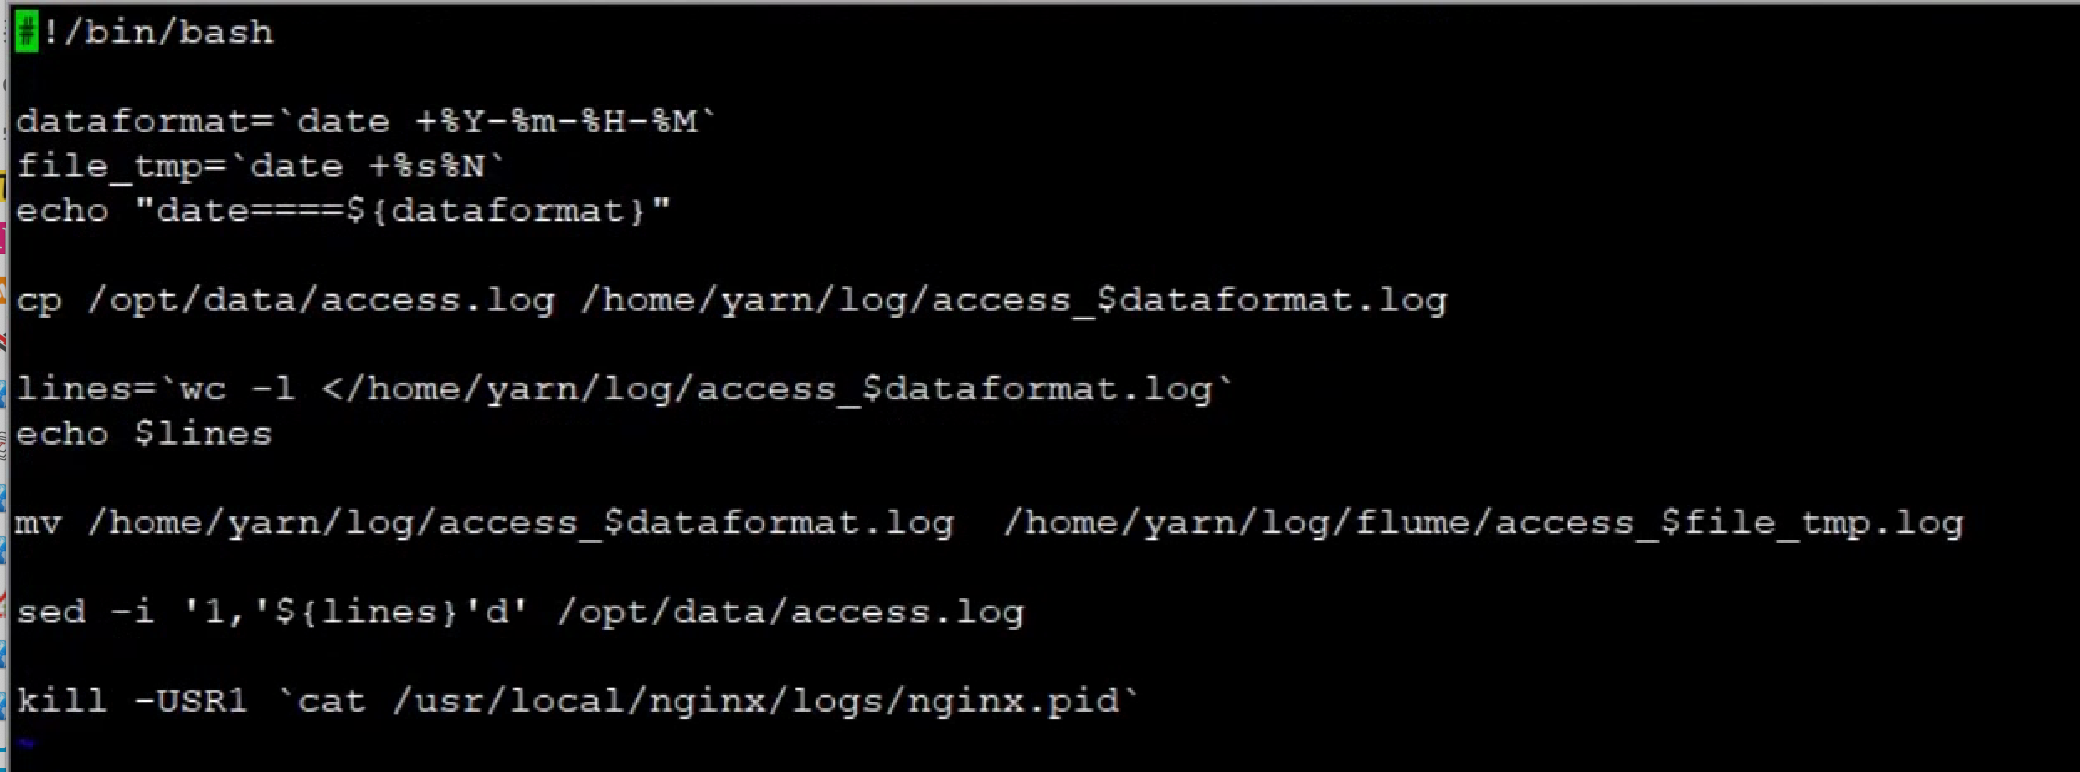 #!/bin/bash
dataformat=`date +%Y-%m-%H-%M`
file_tmp=`date +%s%N`
echo "date====${dataformat}"
cp /opt/data/access.log /home/yarn/log/access_$dataformat.log
lines=`wc -l </home/yarn/log/access_$dataformat.log`
echo $lines
mv /home/yarn/log/access_$dataformat.log  /home/yarn/log/flume/access_$file_tmp.log
sed -i '1,'${lines}'d' /opt/data/access.log
kill -USR1 `cat /usr/local/nginx/logs/nginx.pid`
~